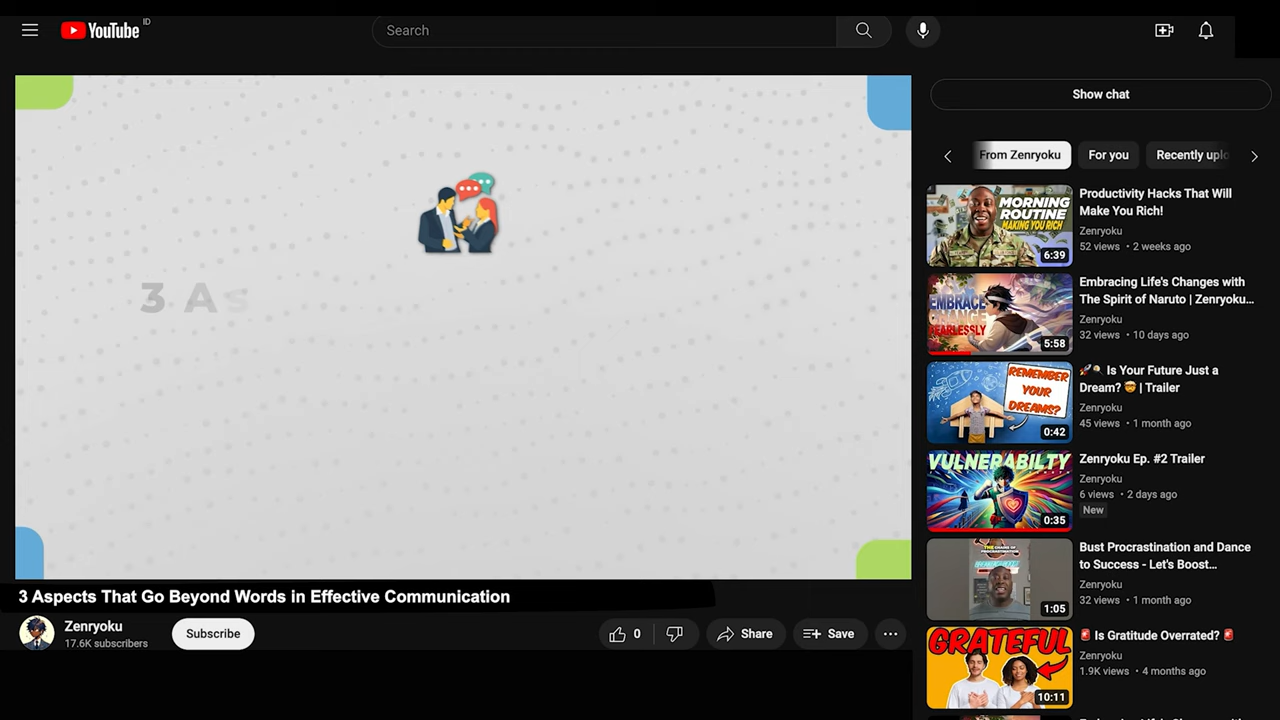 YouTube ID
Search
Show chat
From Zenryoku
For you
Recently uplo
3 As
MORNING
ROUTINE
MAKING YOU RICH!
6:39
Productivity Hacks That Will
Make You Rich!
Zenryoku
52 views • 2 weeks ago
EMBRACE
CHANGE
FEARLESSLY
5:58
Embracing Life's Changes with
The Spirit of Naruto | Zenryoku...
Zenryoku
32 views • 10 days ago
REMEMBER
YOUR
DREAMS?
0:42
🚀🔭 Is Your Future Just a
Dream? 🤯 | Trailer
Zenryoku
45 views • 1 month ago
VULNERABILTY
0:35
Zenryoku Ep. #2 Trailer
Zenryoku
6 views • 2 days ago
New
1:05
Bust Procrastination and Dance
to Success - Let's Boost...
Zenryoku
32 views • 1 month ago
GRATEFUL
10:11
🚨 Is Gratitude Overrated? 🚨
Zenryoku
1.9K views • 4 months ago
3 Aspects That Go Beyond Words in Effective Communication
Zenryoku
17.6K subscribers
Subscribe
0
Share
Save